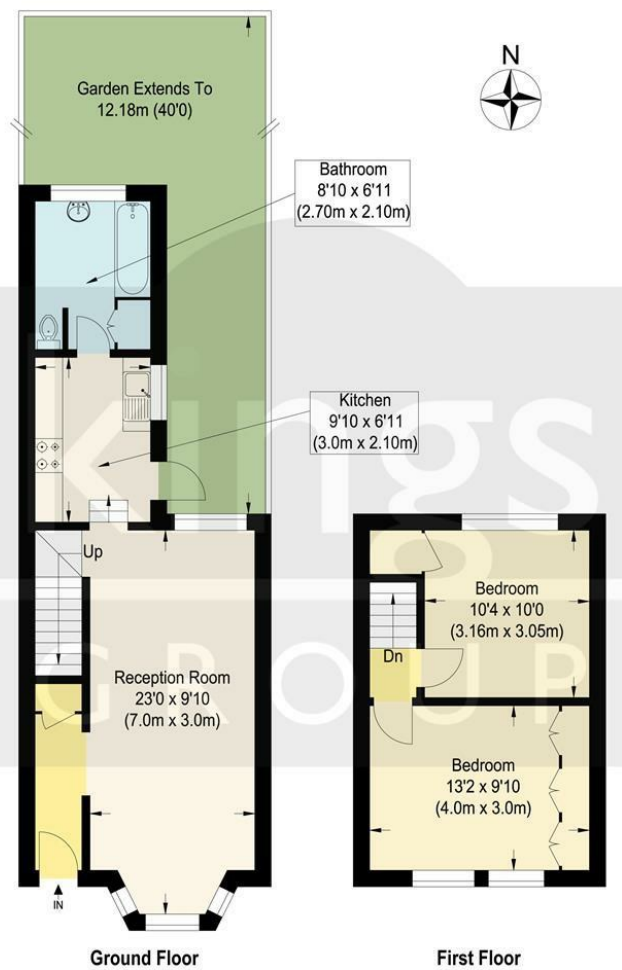 Garden Extends To
12.18m (40'0)
N
Bathroom
8'10 x 6'11
(2.70m x 2.10m)
Kitchen
9'10 x 6'11
(3.0m x 2.10m)
Up
Reception Room
23'0 x 9'10
(7.0m x 3.0m)
IN
Ground Floor
Bedroom
10'4 x 10'0
(3.16m x 3.05m)
Dn
Bedroom
13'2 x 9'10
(4.0m x 3.0m)
First Floor
Kings
GROUP